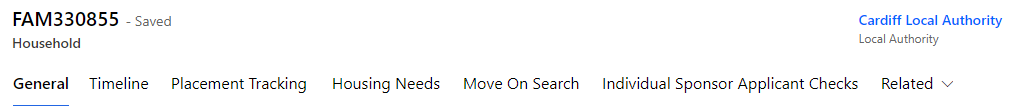 FAM330855 - Saved
Household
Cardiff Local Authority
Local Authority
General Timeline Placement Tracking Housing Needs Move On Search Individual Sponsor Applicant Checks Related